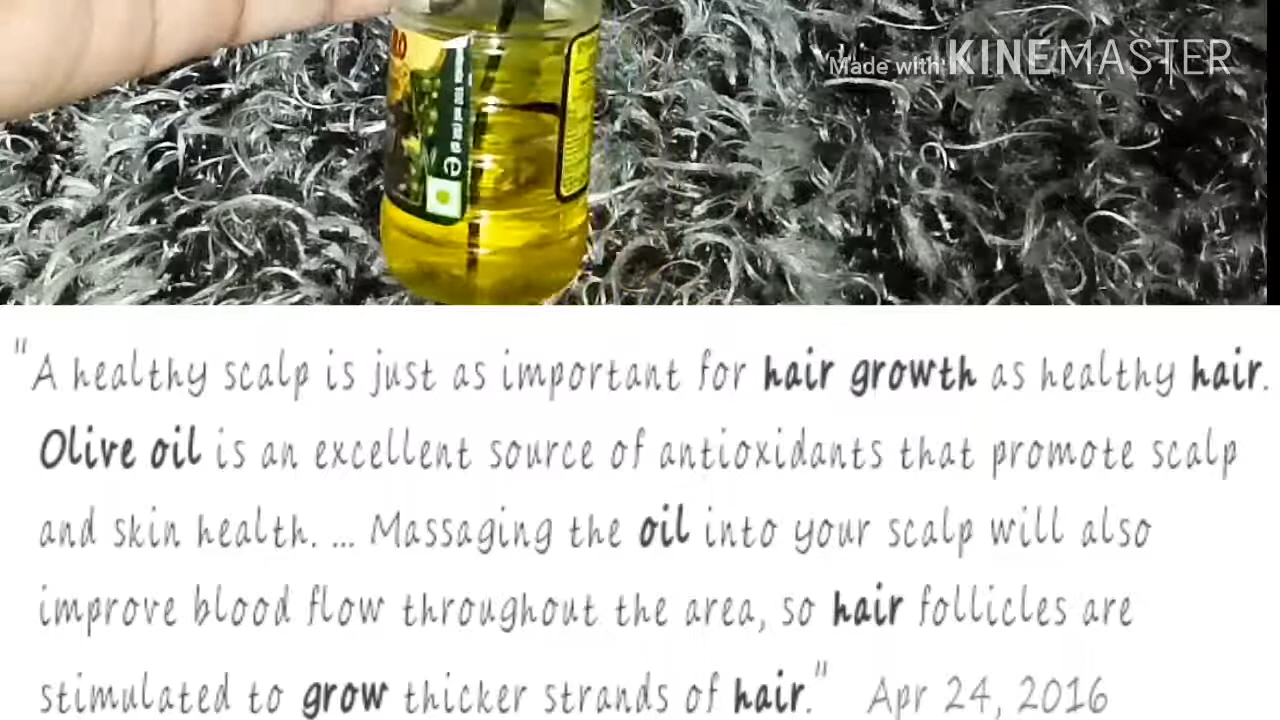 Made with KINEMASTER
"A healthy scalp is just as important for hair growth as healthy hair.
Olive oil is an excellent source of antioxidants that promote scalp
and skin health. ... Massaging the oil into your scalp will also
improve blood flow throughout the area, so hair follicles are
stimulated to grow thicker strands of hair." Apr 24, 2016